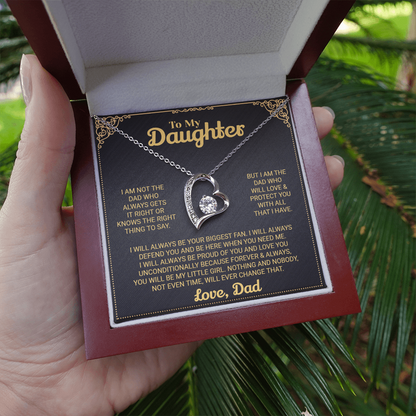 To My
Daughter
I AM NOT THE
DAD WHO
ALWAYS GETS
IT RIGHT OR
KNOWS THE RIGHT
THING TO SAY.
BUT I AM THE
DAD WHO
WILL LOVE &
PROTECT YOU
WITH ALL
THAT I HAVE.
I WILL ALWAYS BE YOUR BIGGEST FAN. I WILL ALWAYS
DEFEND YOU AND BE HERE WHEN YOU NEED ME.
I WILL ALWAYS BE PROUD OF YOU AND LOVE YOU
UNCONDITIONALLY BECAUSE FOREVER & ALWAYS,
YOU WILL BE MY LITTLE GIRL. NOTHING AND NOBODY,
NOT EVEN TIME, WILL EVER CHANGE THAT.
Love, Dad